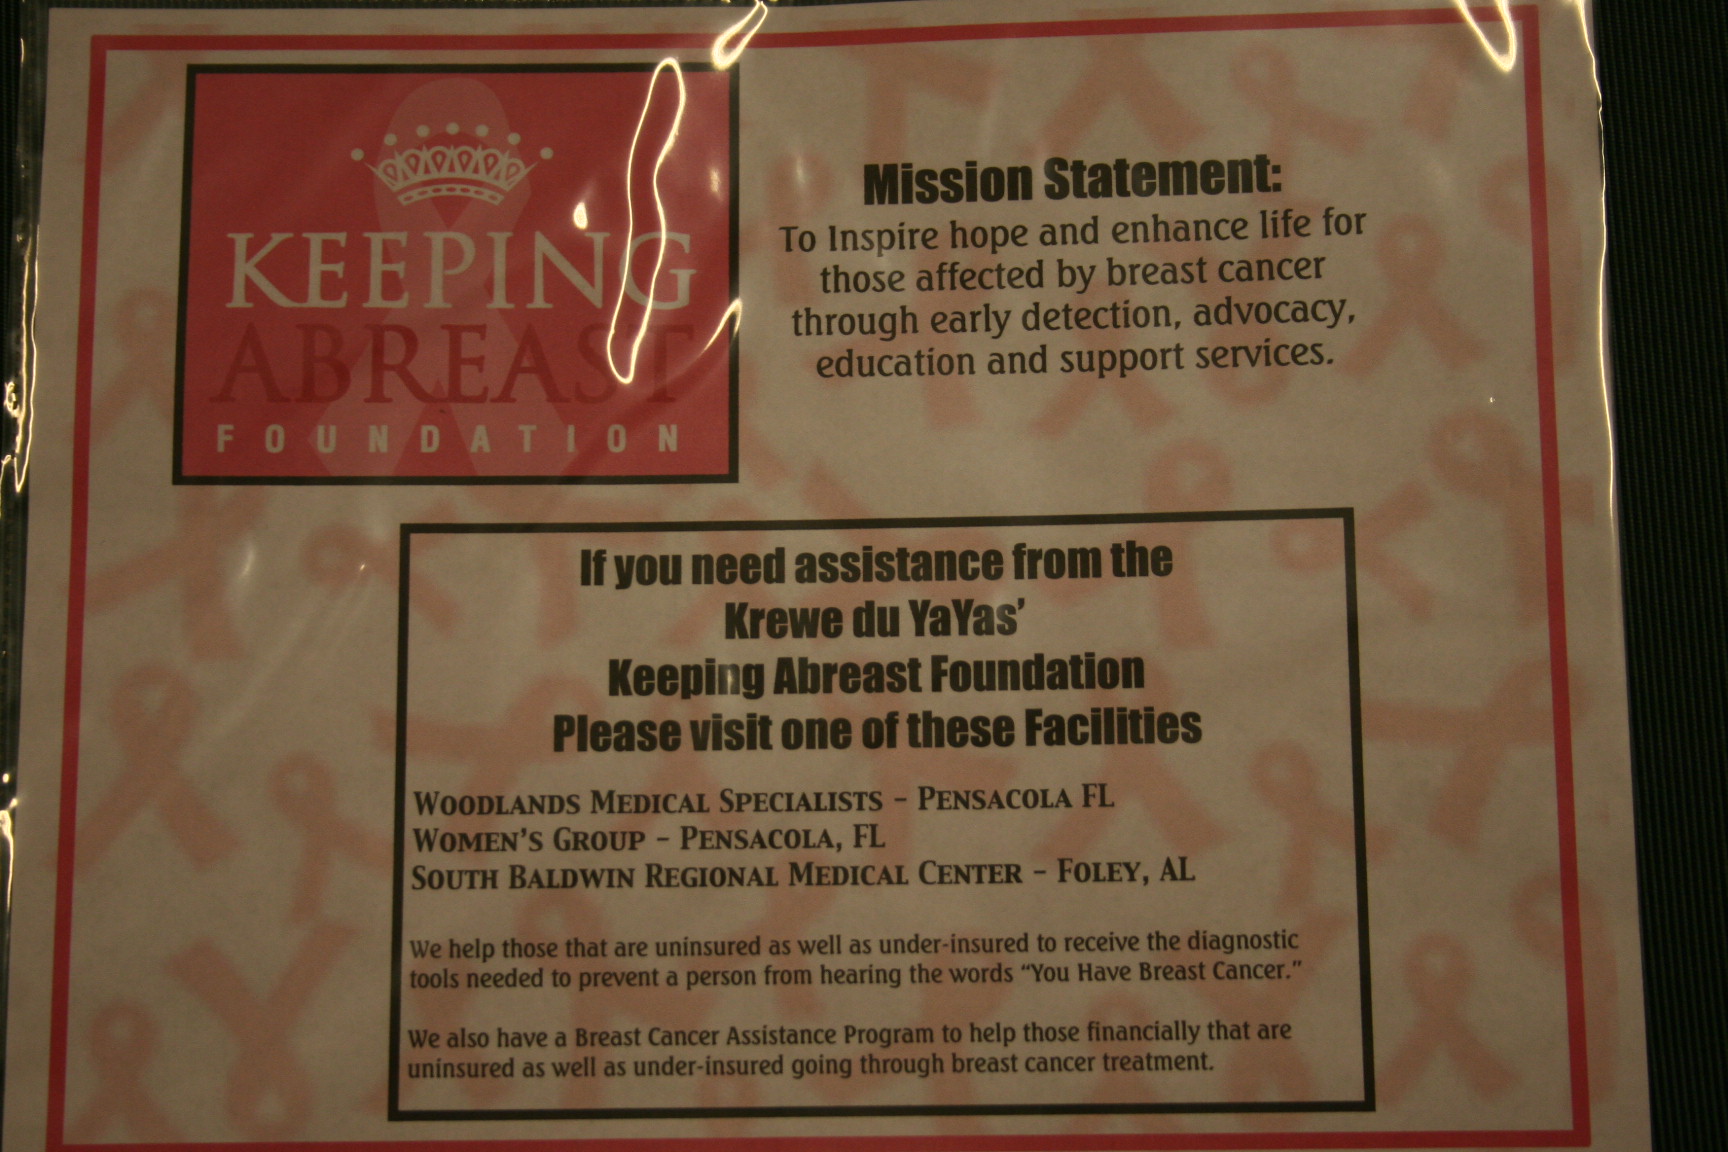 KEEPING
ABREAST
FOUNDATION
Mission Statement:
To Inspire hope and enhance life for
those affected by breast cancer
through early detection, advocacy,
education and support services.
If you need assistance from the
Krewe du YaYas'
Keeping Abreast Foundation
Please visit one of these Facilities
WOODLANDS MEDICAL SPECIALISTS – PENSACOLA FL
WOMEN'S GROUP – PENSACOLA, FL
SOUTH BALDWIN REGIONAL MEDICAL CENTER – FOLEY, AL
We help those that are uninsured as well as under-insured to receive the diagnostic
tools needed to prevent a person from hearing the words "You Have Breast Cancer."
We also have a Breast Cancer Assistance Program to help those financially that are
uninsured as well as under-insured going through breast cancer treatment.